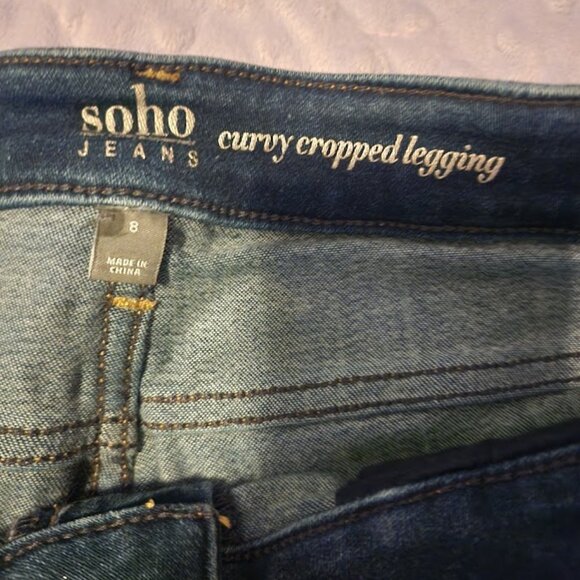 soho
JEANS
curvy cropped legging
8
MADE IN
CHINA